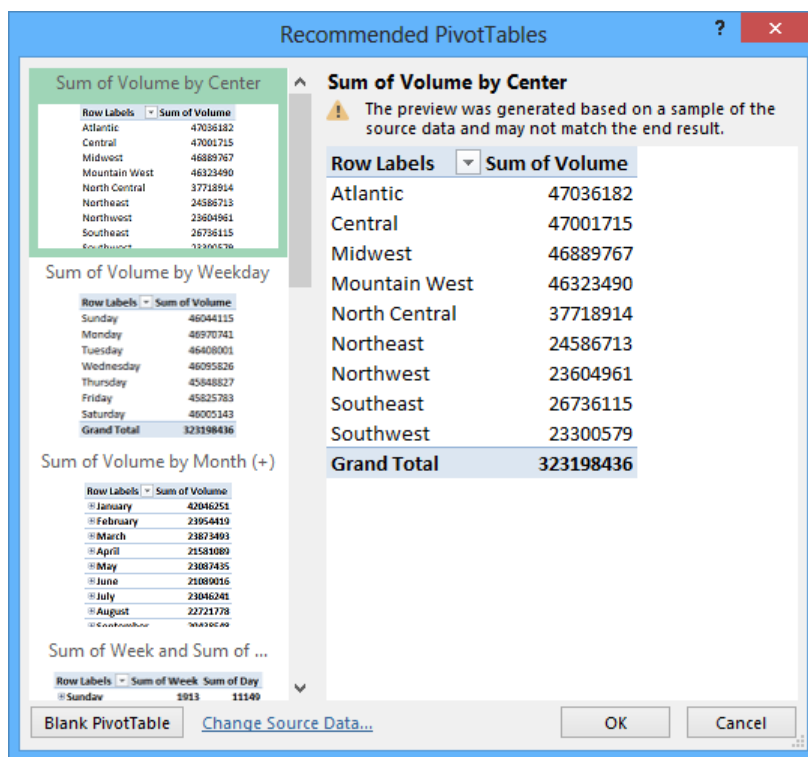 Recommended PivotTables
?
Sum of Volume by Center
Row Labels Sum of Volume
Atlantic 47036182
Central 47001715
Midwest 46889767
Mountain West 46323490
North Central 37718914
Northeast 24586713
Northwest 23604961
Southeast 26736115
Southwest 23300579
Sum of Volume by Weekday
Row Labels Sum of Volume
Sunday 46044115
Monday 46970741
Tuesday 46408001
Wednesday 46095826
Thursday 45848827
Friday 45825783
Saturday 46005143
Grand Total 323198436
Sum of Volume by Month (+)
Row Labels Sum of Volume
January 42046251
February 23954419
March 23873493
April 21581089
May 23087435
June 21089016
July 23046241
August 22721778
September
Sum of Week and Sum of ...
Row Labels Sum of Week Sum of Day
Sunday 1913 11149
Sum of Volume by Center
The preview was generated based on a sample of the
source data and may not match the end result.
Row Labels Sum of Volume
Atlantic 47036182
Central 47001715
Midwest 46889767
Mountain West 46323490
North Central 37718914
Northeast 24586713
Northwest 23604961
Southeast 26736115
Southwest 23300579
Grand Total 323198436
Blank PivotTable
Change Source Data...
OK
Cancel